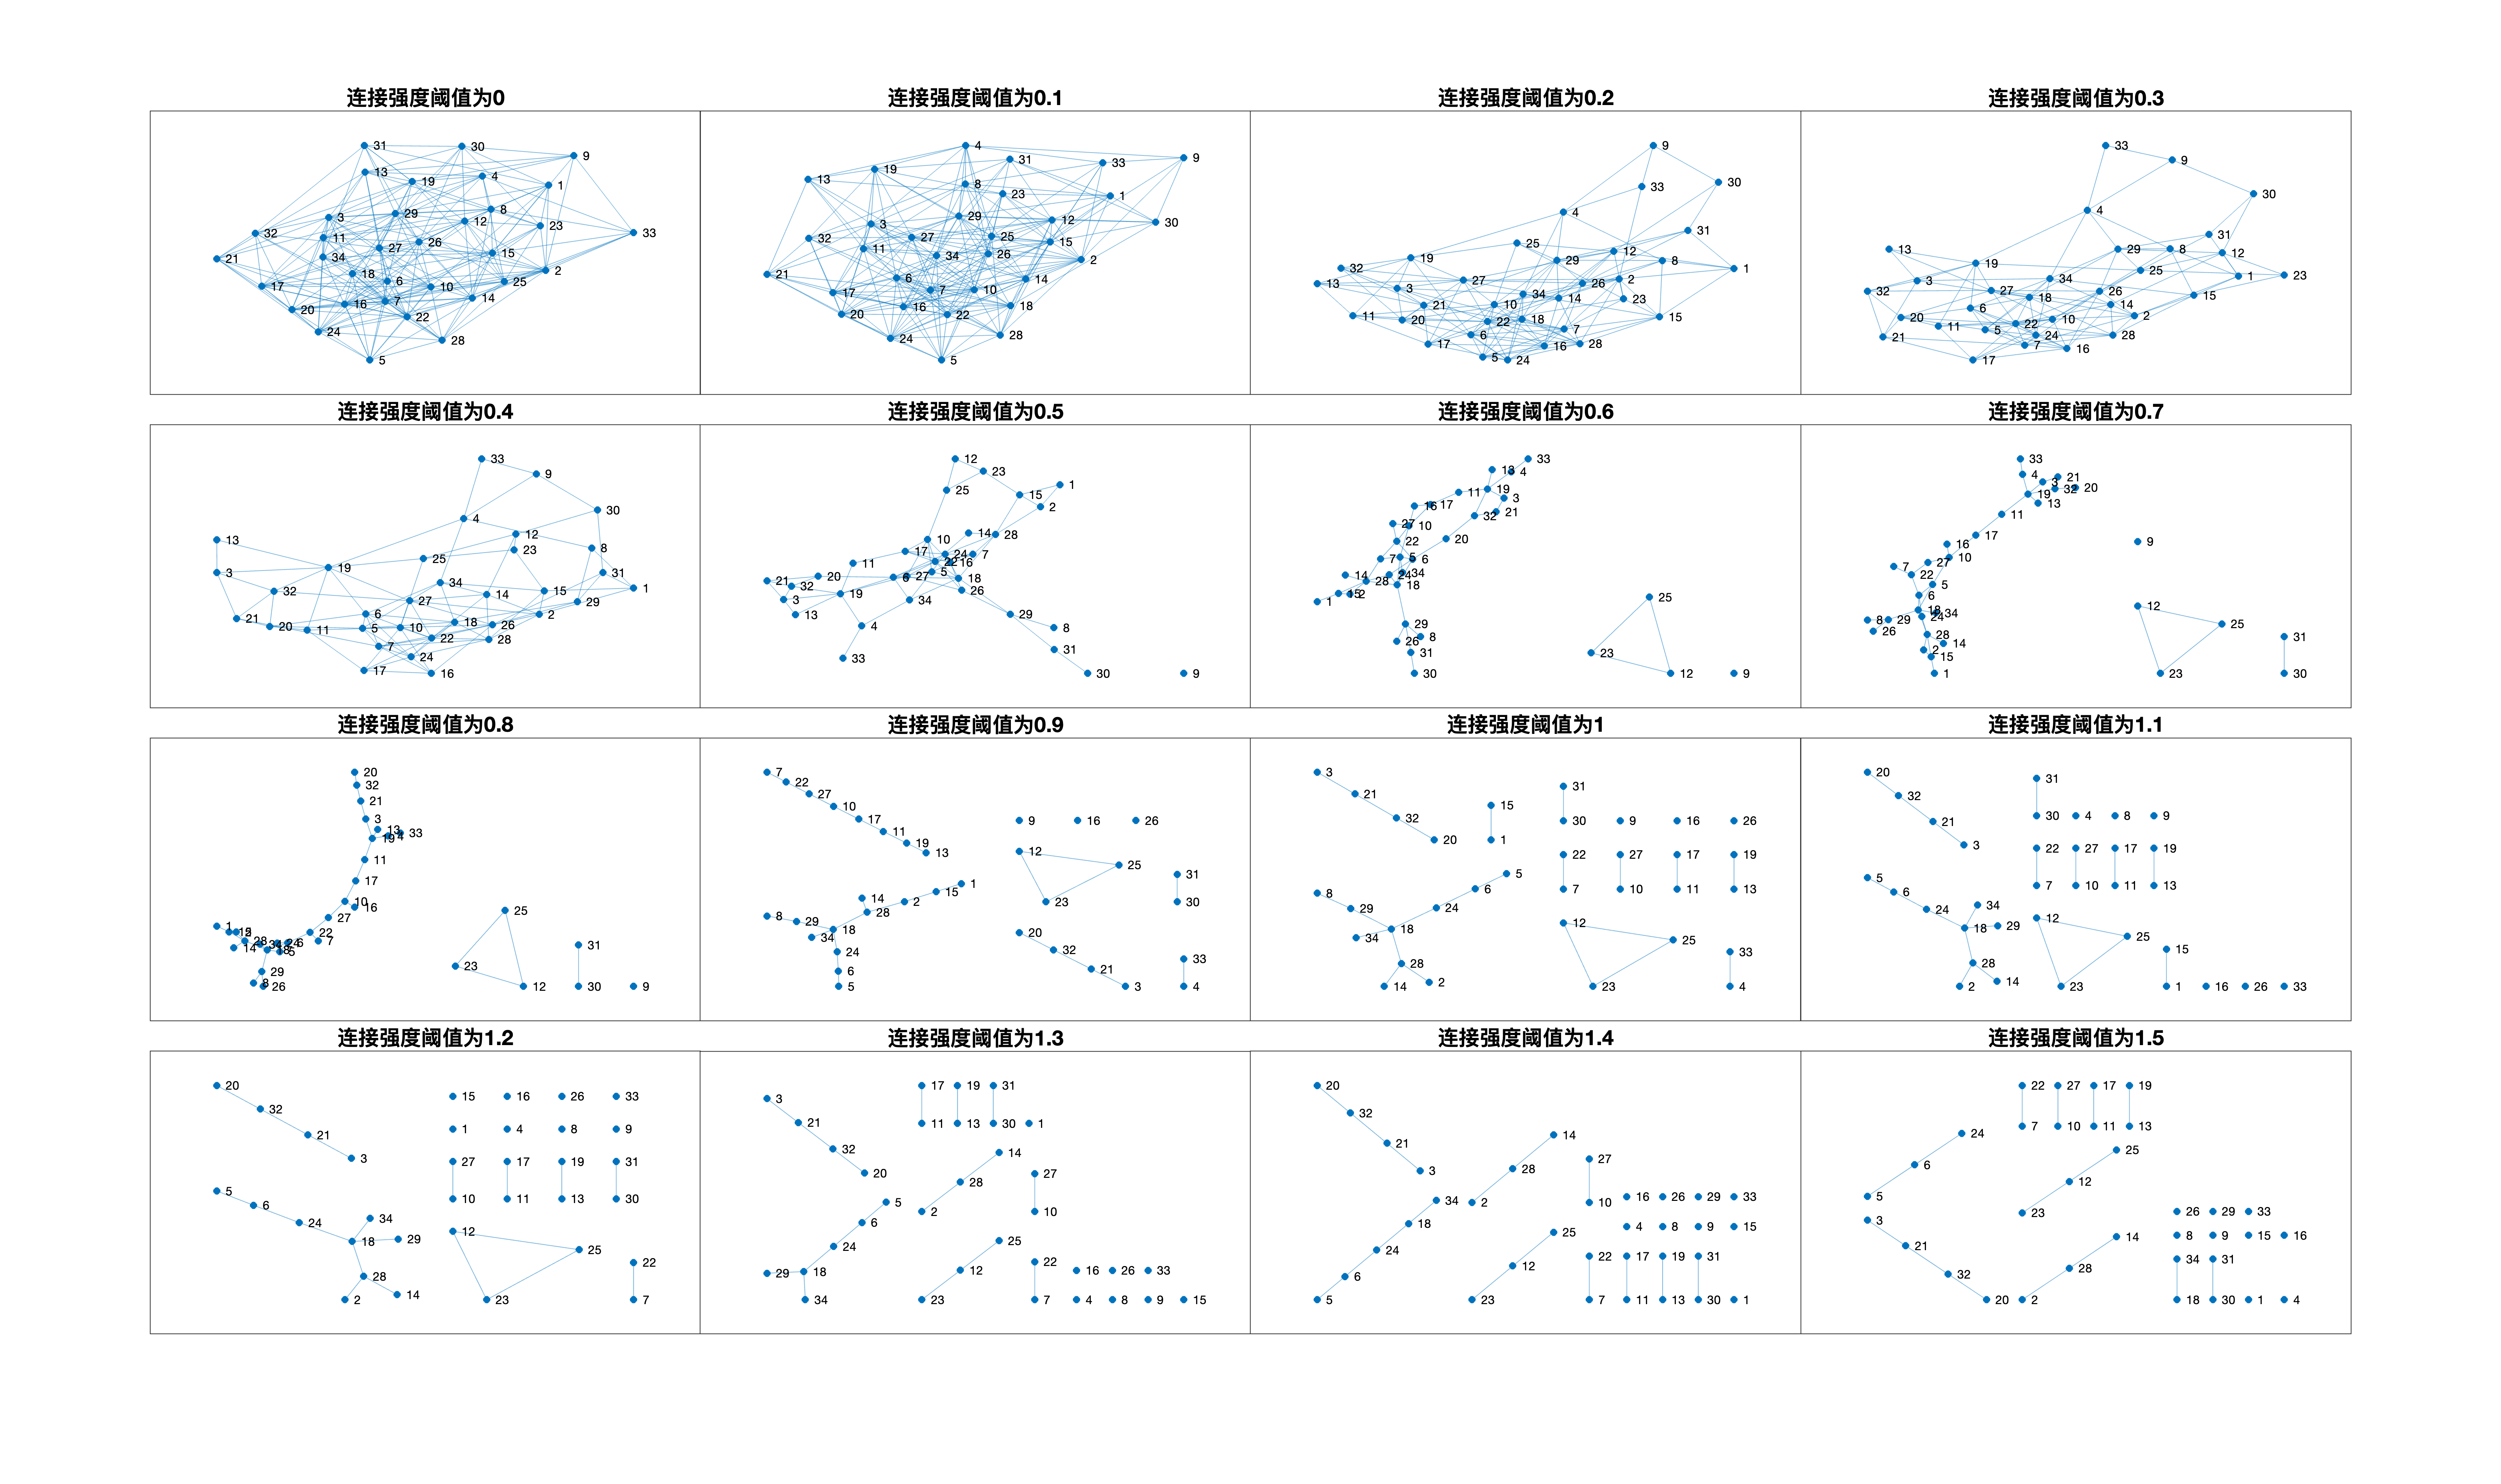 连接强度阈值为0
31 30
9
13 19 4 1
3 29 8
12 23
32 11 27 26 33
21 34 15
18 6 2
17 10 25
20 16 7 14
24 22
28
5
连接强度阈值为0.1
4
31 33 9
13 19
8 23 1
3 29 12 30
32 11 27 25 15
34 26 2
21 6 14
17 7 10
20 16 22 18
24 28
5
连接强度阈值为0.2
9
33 30
4
31
25 12
32 19 29 8 1
13 3 27 26 2
21 10 34 14 23
11 20 22 18 15
6 7
17 16 28
5 24
连接强度阈值为0.3
33
9
30
4
31
13 29 8 12
19 25
3 34 1 23
32 27 18 26 15
6 14
20 11 22 10 2
21 5 24 28
7 16
17
连接强度阈值为0.4
33
9
30
4
13 12
25 23 8
3 19 31
32 34 14 15 1
27 29
21 6 18 2
20 11 5 10 26
22 28
7 24
17 16
连接强度阈值为0.5
12
25 23
15 1
2
10 14 28
17 24 7
11 22 16
21 20 6 27 5 18
32 26
3 19 34
13 29
4 8
31
33 30 9
连接强度阈值为0.6
33
13 4
11 19 3
16 17 32 21
27 10
22 20
7 5 6
14 28 24 34
18
1 15 2 25
29
26 8
31 23
30 12 9
连接强度阈值为0.7
33
4 3 21
19 32 20
13
11
17
16 10 9
7 27
22
5
6
18 34 12
8 29 24 25
26 28
2 14 31
15
1 23 30
连接强度阈值为0.8
20
32
21
3
13 33
19 4
11
17
10 16
27 25
1 22
15 2 7
14 28 34 18 24 6 31
5
29 23
8 26 12 30 9
连接强度阈值为0.9
7
22
27
10 9 16 26
17
11
19 12
13 25
1 31
14 15
2 23 30
8 28
29 18
34 20
24 32 33
6 21
5 3 4
连接强度阈值为1
3
31
21 15
32 30 9 16 26
20 1
22 27 17 19
5
8 6 7 10 11 13
29 24
18 12
34 25
28 33
14 2 23 4
连接强度阈值为1.1
20 31
32
21 30 4 8 9
3 22 27 17 19
5 7 10 11 13
6
24 34
18 29 12
25
15
28
2 14 23 1 16 26 33
连接强度阈值为1.2
20 15 16 26 33
32
21 1 4 8 9
3 27 17 19 31
5 10 11 13 30
6
24 34
18 29 12
25
28 22
2 14 23 7
连接强度阈值为1.3
3 17 19 31
21 11 13 30 1
32 14
20 28 27
5 2 10
6
24 25
29 18 12 22 16 26 33
34 23 7 4 8 9 15
连接强度阈值为1.4
20
32
21 14
3 28 27
34 2 10 16 26 29 33
18 25 4 8 9 15
24 12 22 17 19 31
6
5 23 7 11 13 30 1
连接强度阈值为1.5
22 27 17 19
24 7 10 11 13
6 25
5 12
3 23 26 29 33
21 14 8 9 15 16
32 28 34 31
20 2 18 30 1 4